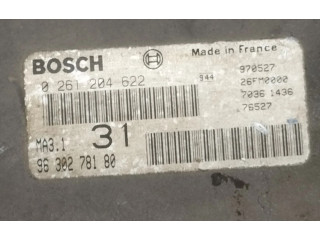 BOSCH
Made in France
0 261 204 622
944
970527
26FM0000
7036 1436
.76527
MA3.1
31
96 302 781 80